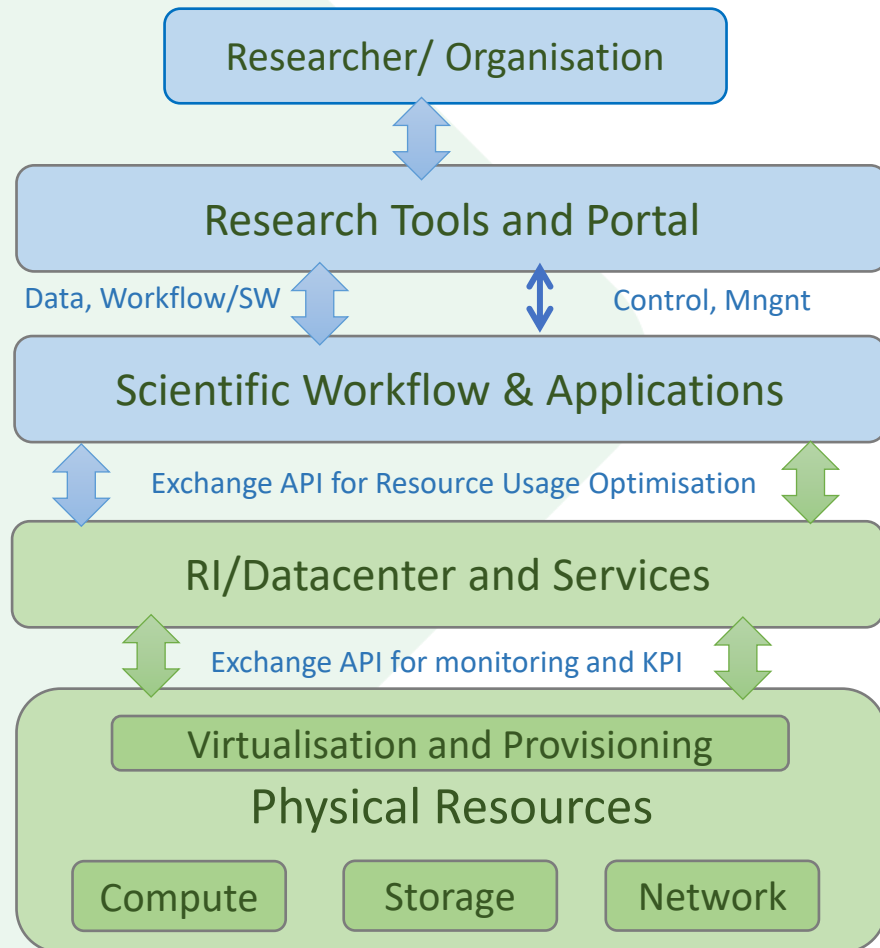 Researcher/ Organisation
Research Tools and Portal
Data, Workflow/SW
Control, Mngnt
Scientific Workflow & Applications
Exchange API for Resource Usage Optimisation
RI/Datacenter and Services
Exchange API for monitoring and KPI
Virtualisation and Provisioning
Physical Resources
Compute
Storage
Network